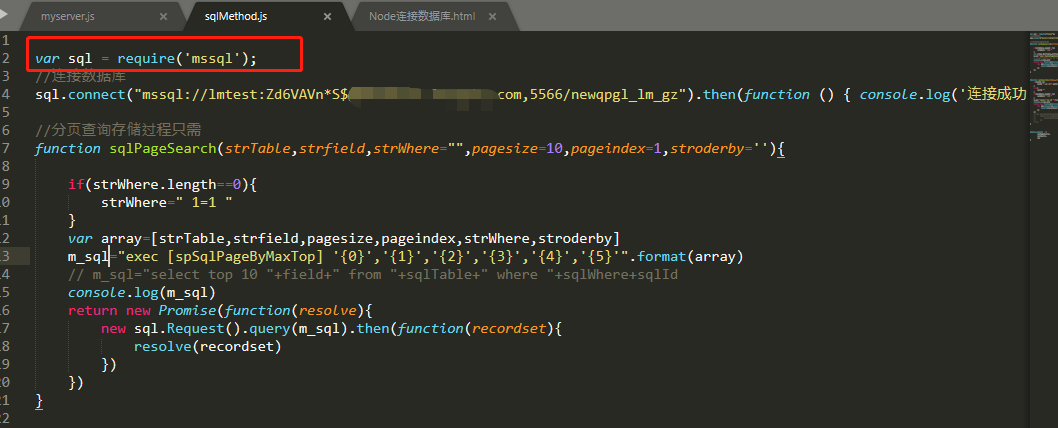 myserver.js × sqlMethod.js × Node连接数据库.html ×
1
2 var sql = require('mssql');
3 //连接数据库
4 sql.connect("mssql://lmtest:Zd6VAVn*S$ com,5566/newqpgl_lm_gz").then(function () { console.log('连接成功
5
6 //分页查询存储过程只需
7 function sqlPageSearch(strTable,strfield,strWhere="",pagesize=10,pageindex=1,stroderby=''){
8
9 if(strWhere.length==0){
10 strWhere=" 1=1 "
11 }
12 var array=[strTable,strfield,pagesize,pageindex,strWhere,stroderby]
13 m_sql="exec [spSqlPageByMaxTop] '{0}','{1}','{2}','{3}','{4}','{5}'".format(array)
14 // m_sql="select top 10 "+field+" from "+sqlTable+" where "+sqlWhere+sqlId
15 console.log(m_sql)
16 return new Promise(function(resolve){
17 new sql.Request().query(m_sql).then(function(recordset){
18 resolve(recordset)
19 })
20 })
21 }
22